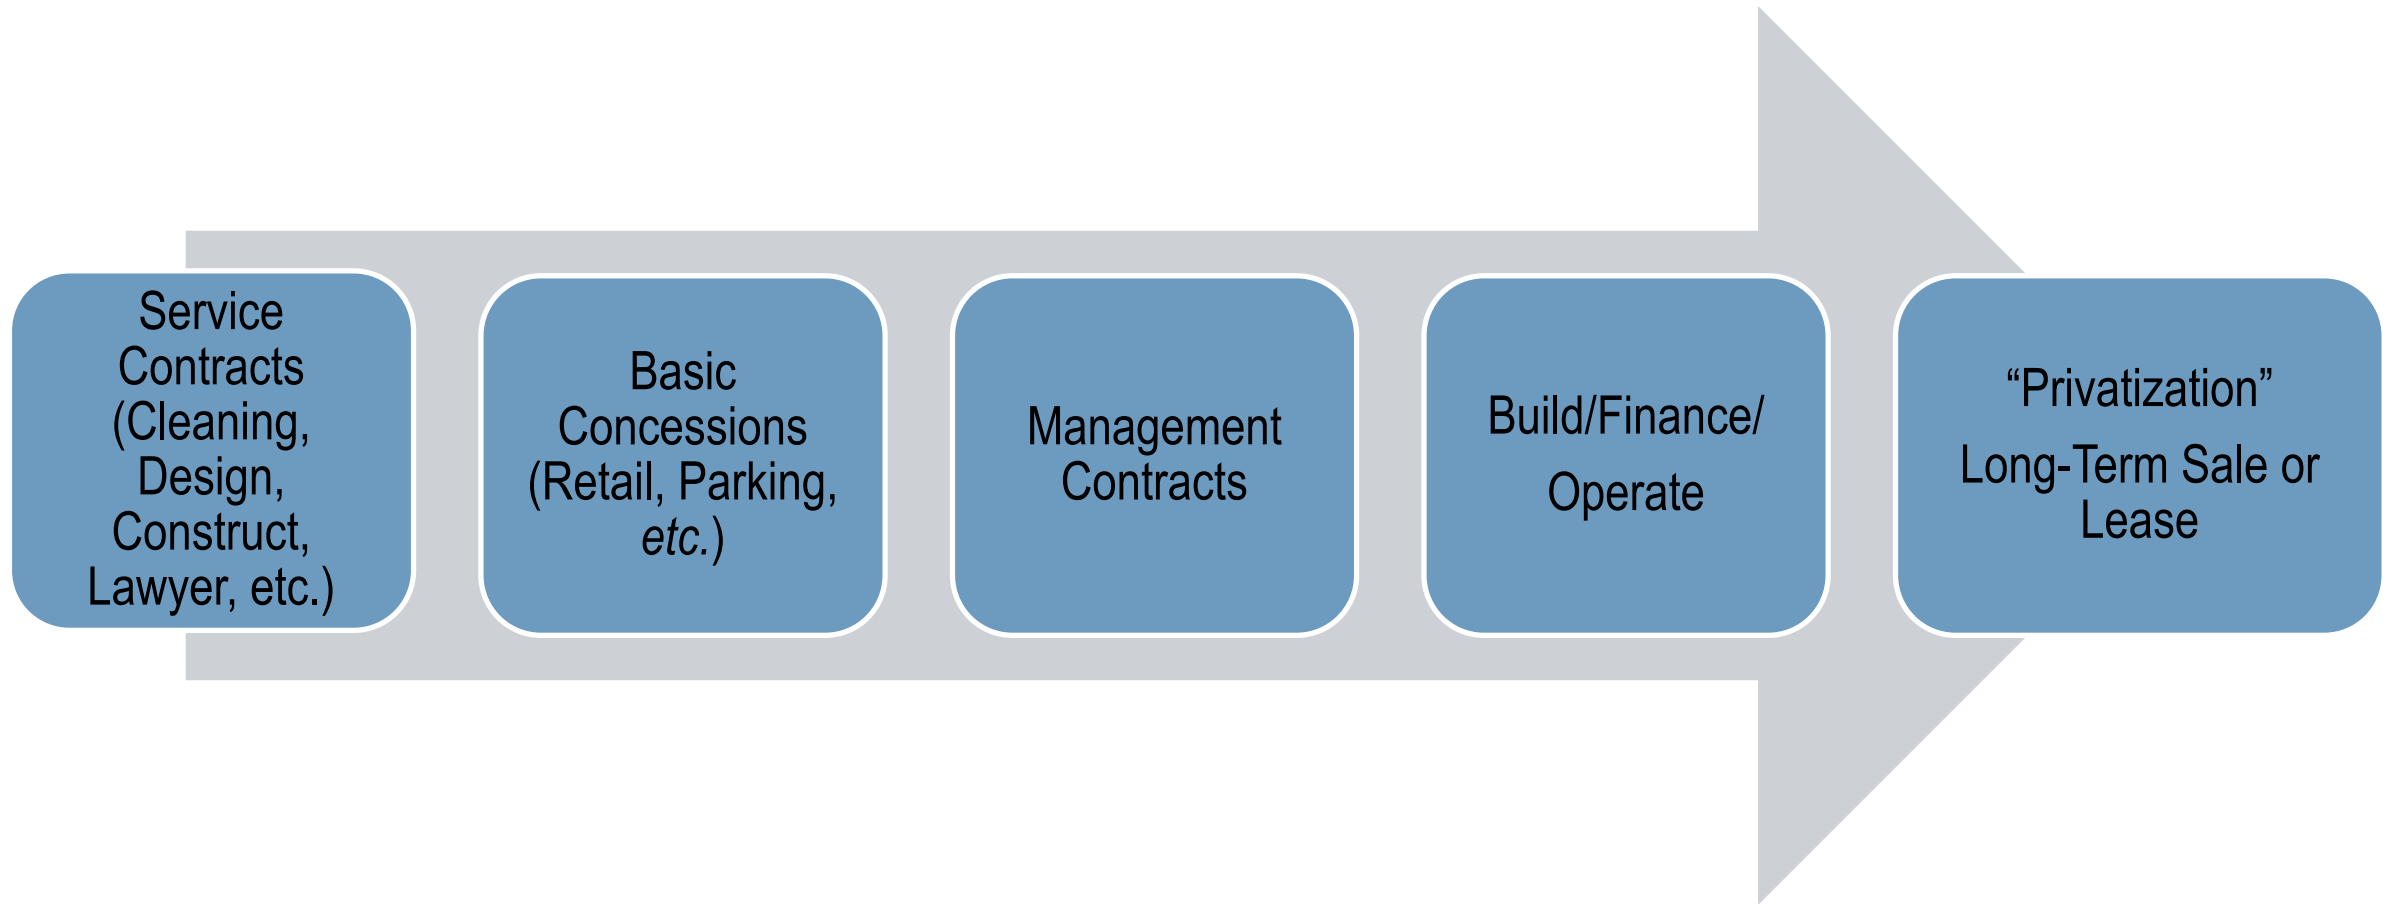 Service
Contracts
(Cleaning,
Design,
Construct,
Lawyer, etc.)
Basic
Concessions
(Retail, Parking,
etc.)
Management
Contracts
Build/Finance/
Operate
“Privatization”
Long-Term Sale or
Lease